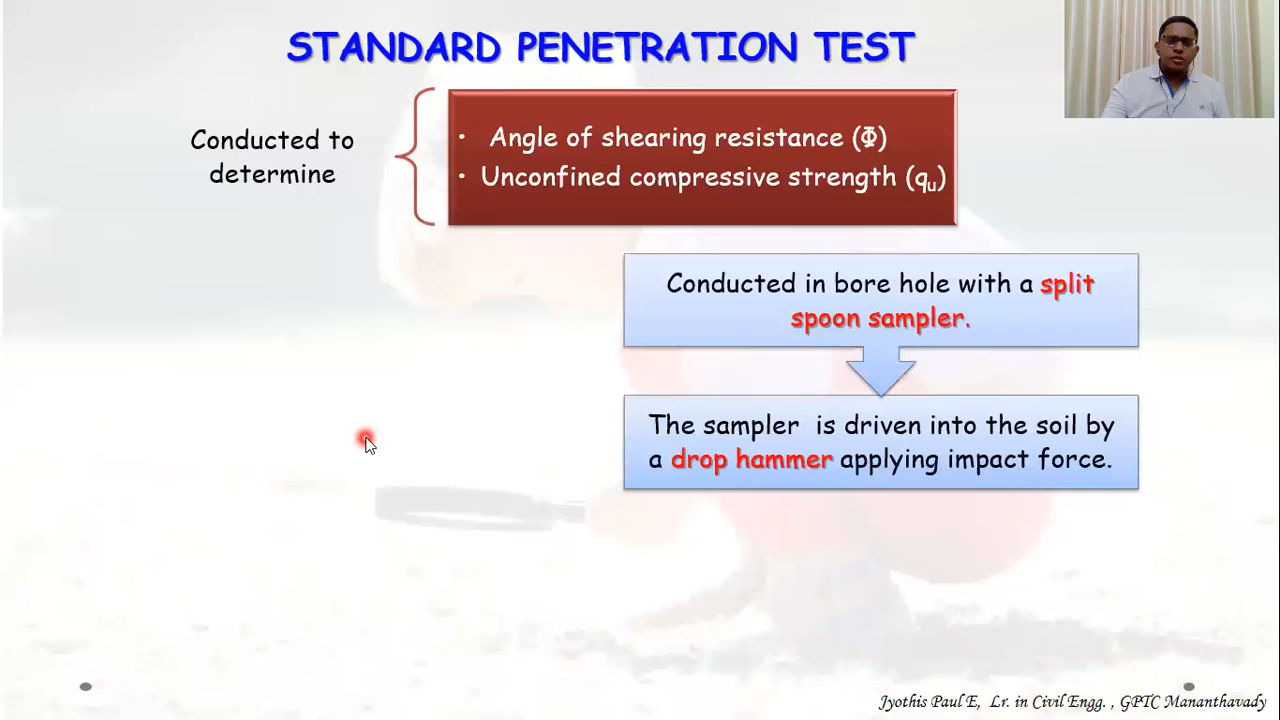 STANDARD PENETRATION TEST
Conducted to
determine
• Angle of shearing resistance (Φ)
• Unconfined compressive strength (qᵤ)
Conducted in bore hole with a split
spoon sampler.
The sampler is driven into the soil by
a drop hammer applying impact force.
Jyothis Paul E, Lr. in Civil Engg. , GPTC Mananthavady